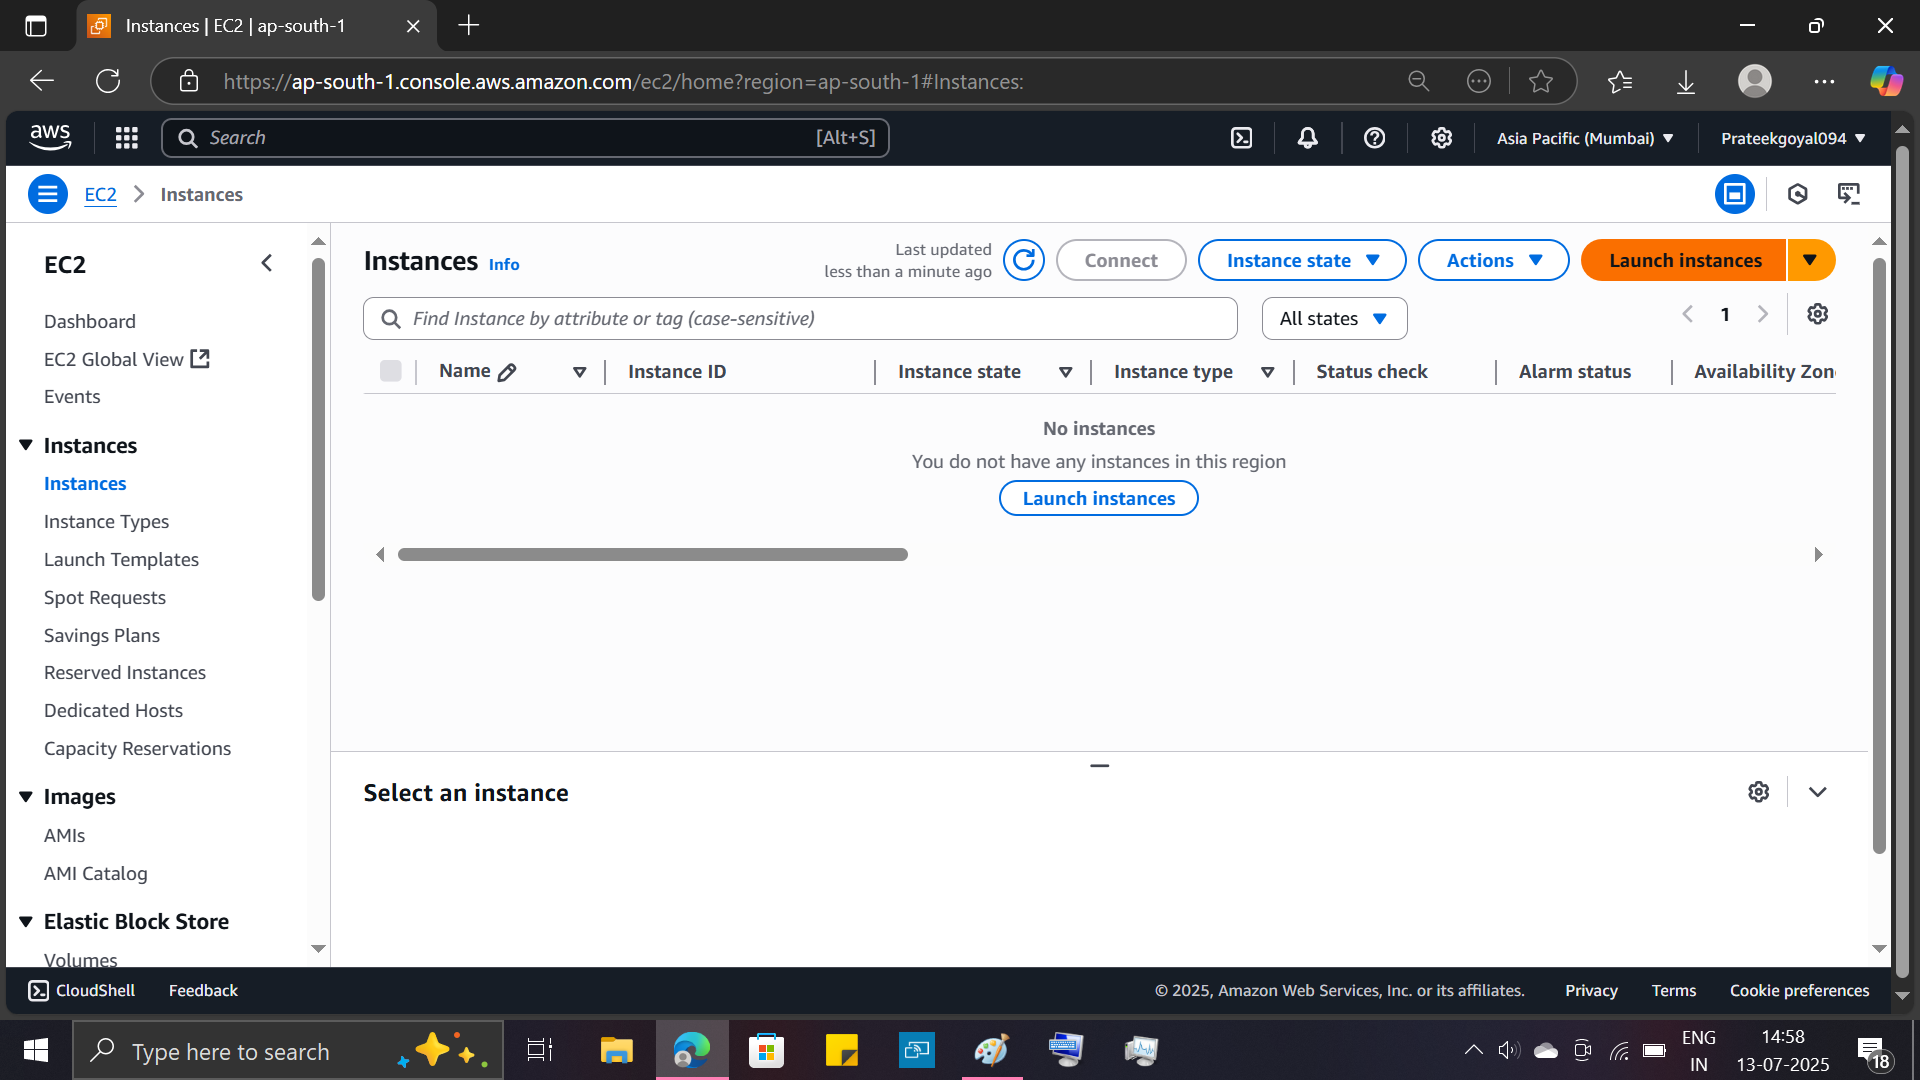 Instances | EC2 | ap-south-1
https://ap-south-1.console.aws.amazon.com/ec2/home?region=ap-south-1#Instances:
aws
Search
[Alt+S]
Asia Pacific (Mumbai)
Prateekgoyal094
EC2
Instances
EC2
Dashboard
EC2 Global View
Events
Instances
Instances
Instance Types
Launch Templates
Spot Requests
Savings Plans
Reserved Instances
Dedicated Hosts
Capacity Reservations
Images
AMIs
AMI Catalog
Elastic Block Store
Volumes
Instances Info
Last updated
less than a minute ago
Connect
Instance state
Actions
Launch instances
Find Instance by attribute or tag (case-sensitive)
All states
1
Name
Instance ID
Instance state
Instance type
Status check
Alarm status
Availability Zon
No instances
You do not have any instances in this region
Launch instances
Select an instance
CloudShell
Feedback
© 2025, Amazon Web Services, Inc. or its affiliates.
Privacy
Terms
Cookie preferences
Type here to search
ENG
IN
14:58
13-07-2025
18